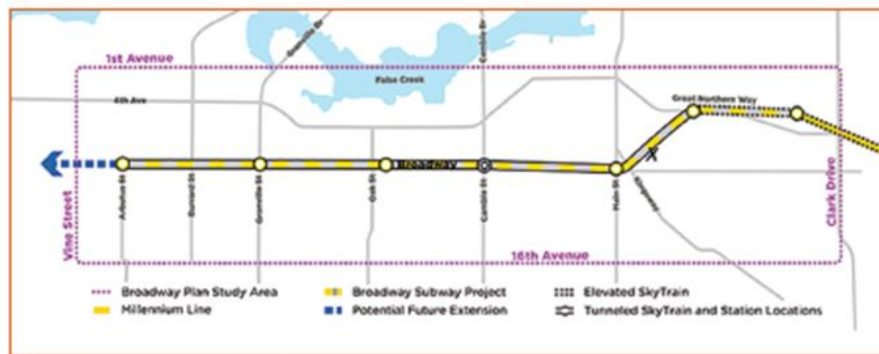 Granville Br
Cambie Br
1st Avenue
False Creek
4th Ave
Great Northern Way
Broadway
Vine Street
Arbutus St
Burrard St
Granville St
Oak St
Cambie St
Main St
Kingsway
Clark Drive
16th Avenue
Broadway Plan Study Area
Broadway Subway Project
Elevated SkyTrain
Millennium Line
Potential Future Extension
Tunneled SkyTrain and Station Locations